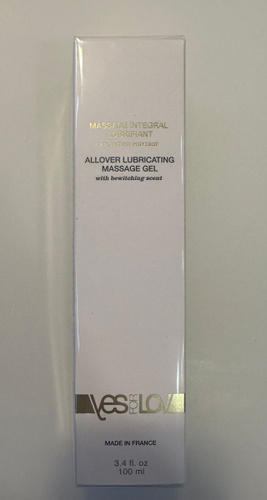 MASSAGE INTEGRAL
LUBRIFIANT
ALLOVER LUBRICATING
MASSAGE GEL
with bewitching scent
YES FOR LOV
MADE IN FRANCE
3.4 fl. oz
100 ml